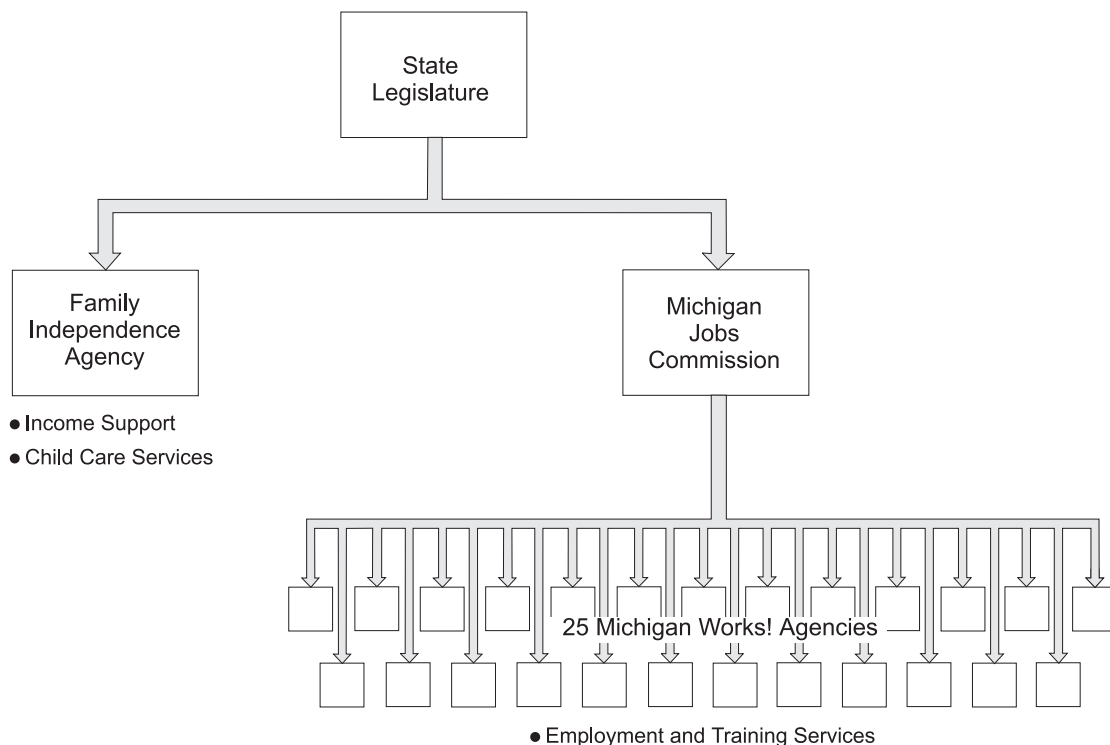 State
Legislature
Family
Independence
Agency
Michigan
Jobs
Commission
● Income Support
● Child Care Services
25 Michigan Works! Agencies
● Employment and Training Services